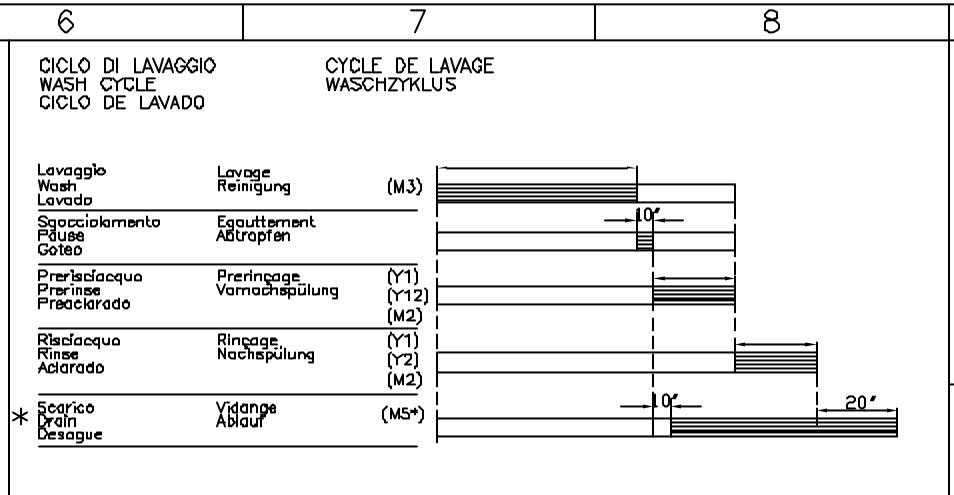 6 7 8
CICLO DI LAVAGGIO
WASH CYCLE
CICLO DE LAVADO
CYCLE DE LAVAGE
WASCHZYKLUS
Lavaggio
Wash
Lavado
Lavage
Reinigung
(M3)
Sgocciolamento
Pause
Goteo
Egouttement
Abtropfen
10"
Prerisciacquo
Prerinse
Preaclarado
Prerinçage
Vornachspülung
(Y1)
(Y12)
(M2)
Risciacquo
Rinse
Aclarado
Rinçage
Nachspülung
(Y1)
(Y2)
(M2)
* Scarico
Drain
Desague
Vidange
Ablauf
(M5*)
10"
20"